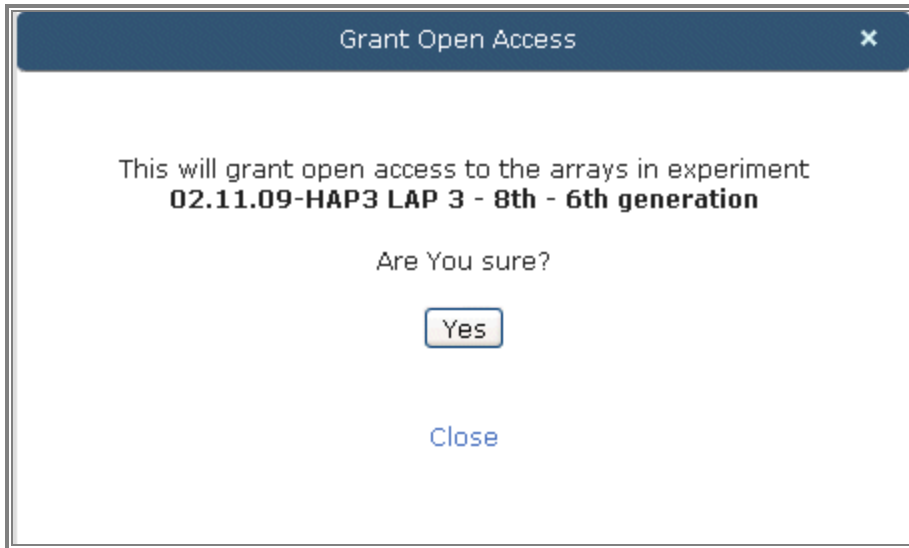 Grant Open Access ×
This will grant open access to the arrays in experiment
02.11.09-HAP3 LAP 3 - 8th - 6th generation
Are You sure?
Yes
Close